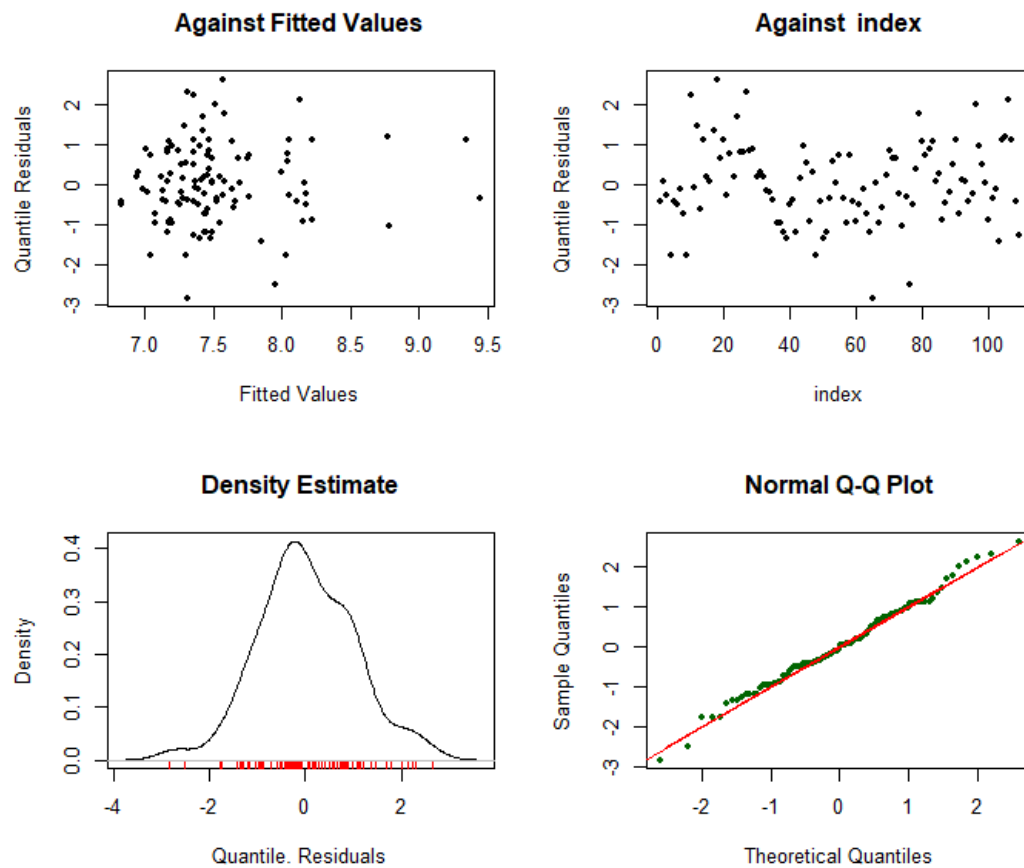 Against Fitted Values
Quantile Residuals
2
1
0
-1
-2
-3
7.0 7.5 8.0 8.5 9.0 9.5
Fitted Values
Against  index
Quantile Residuals
2
1
0
-1
-2
-3
0 20 40 60 80 100
index
Density Estimate
Density
0.4
0.3
0.2
0.1
0.0
-4 -2 0 2
Quantile. Residuals
Normal Q-Q Plot
Sample Quantiles
2
1
0
-1
-2
-3
-2 -1 0 1 2
Theoretical Quantiles